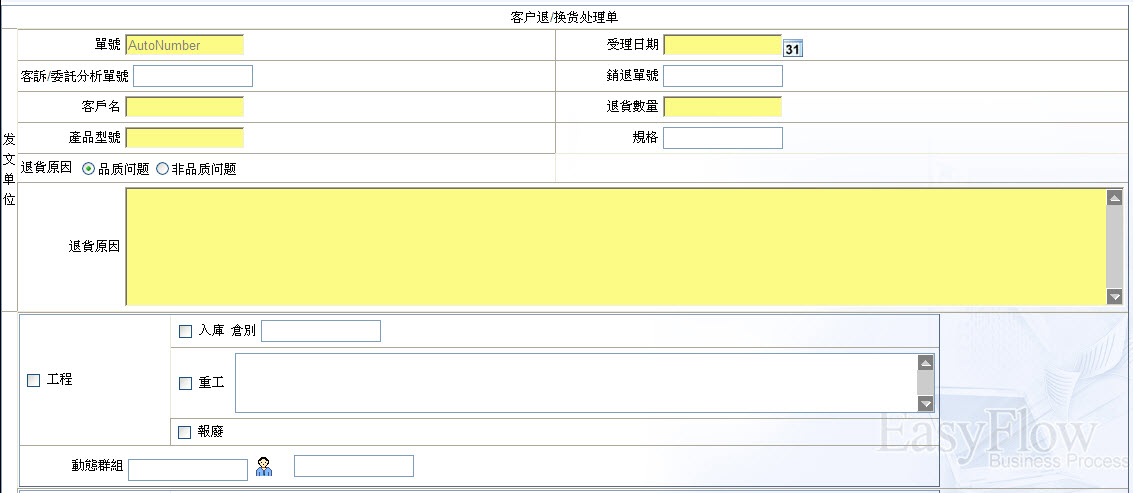 客户退/换货处理单
单號 AutoNumber 受理日期 31
客訴/委託分析單號 銷退單號
客戶名 退貨數量
產品型號 規格
发文单位
退貨原因 品质问题 非品质问题
退貨原因
入庫 倉別
工程 重工
報廢
動態群組
EasyFlow
Business Process